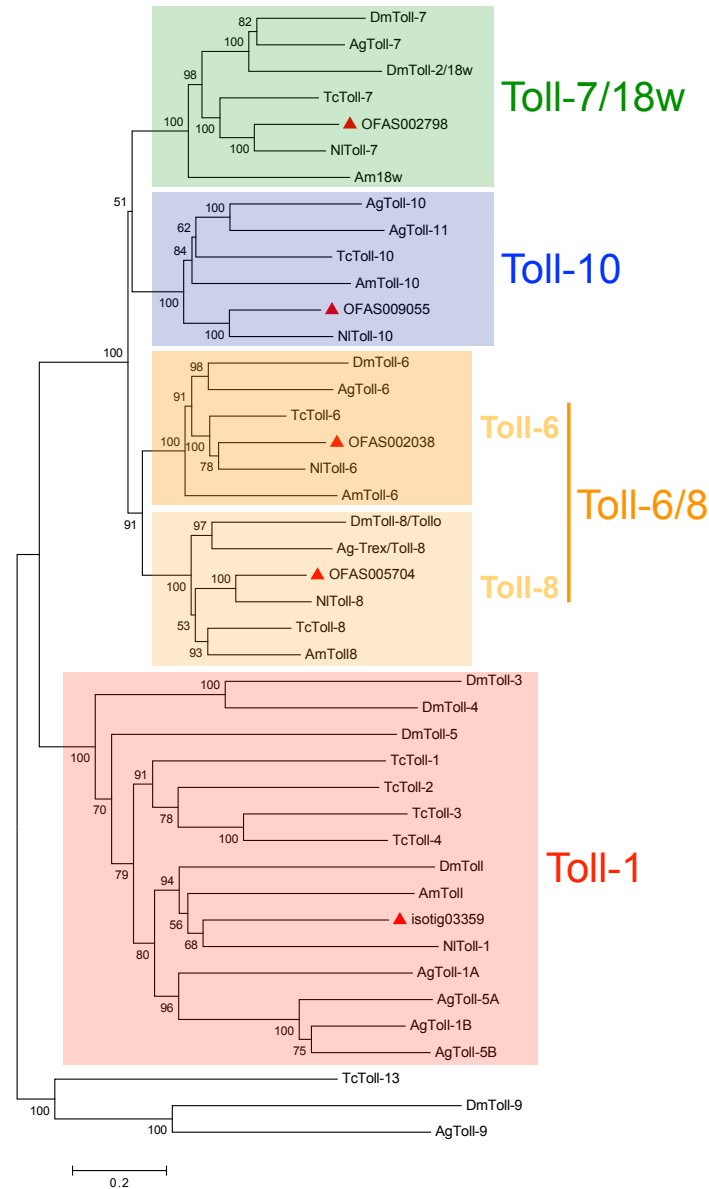 DmToll-7
82
AgToll-7
100
DmToll-2/18w
98
TcToll-7
100
OFAS002798
100
NlToll-7
100
Am18w
Toll-7/18w
51
AgToll-10
100
AgToll-11
62
TcToll-10
84
AmToll-10
100
OFAS009055
100
NlToll-10
Toll-10
100
DmToll-6
98
AgToll-6
91
TcToll-6
100
OFAS002038
100
78
NlToll-6
AmToll-6
Toll-6
Toll-6/8
91
DmToll-8/Tollo
97
Ag-Trex/Toll-8
100
OFAS005704
100
NlToll-8
53
TcToll-8
93
AmToll8
Toll-8
DmToll-3
100
DmToll-4
100
DmToll-5
70
TcToll-1
91
TcToll-2
78
TcToll-3
100
TcToll-4
79
DmToll
94
AmToll
56
isotig03359
68
NlToll-1
80
AgToll-1A
96
AgToll-5A
100
AgToll-1B
75
AgToll-5B
Toll-1
TcToll-13
100
DmToll-9
100
AgToll-9
0.2